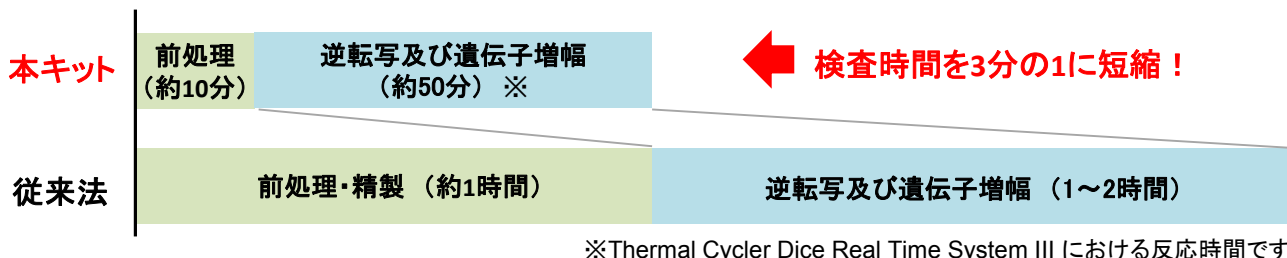 本キット
前処理
(約10分)
逆転写及び遺伝子増幅
(約50分) ※
検査時間を3分の1に短縮！
従来法
前処理・精製 (約1時間)
逆転写及び遺伝子増幅 (1～2時間)
※Thermal Cycler Dice Real Time System III における反応時間です